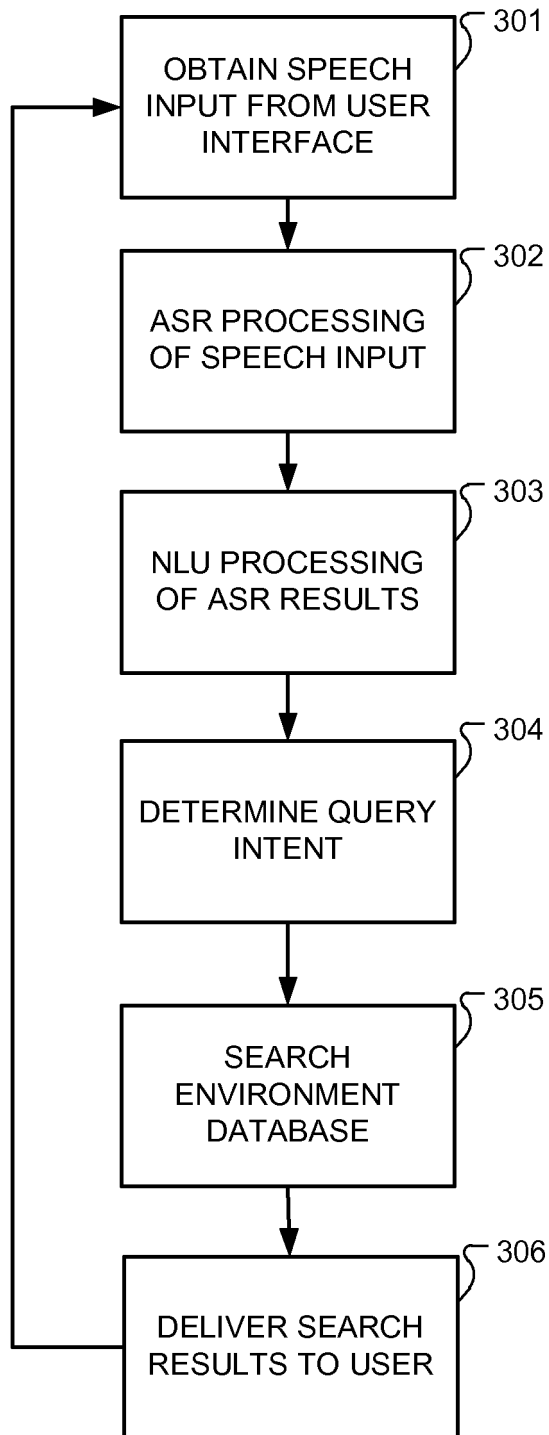 301
OBTAIN SPEECH
INPUT FROM USER
INTERFACE
302
ASR PROCESSING
OF SPEECH INPUT
303
NLU PROCESSING
OF ASR RESULTS
304
DETERMINE QUERY
INTENT
305
SEARCH
ENVIRONMENT
DATABASE
306
DELIVER SEARCH
RESULTS TO USER